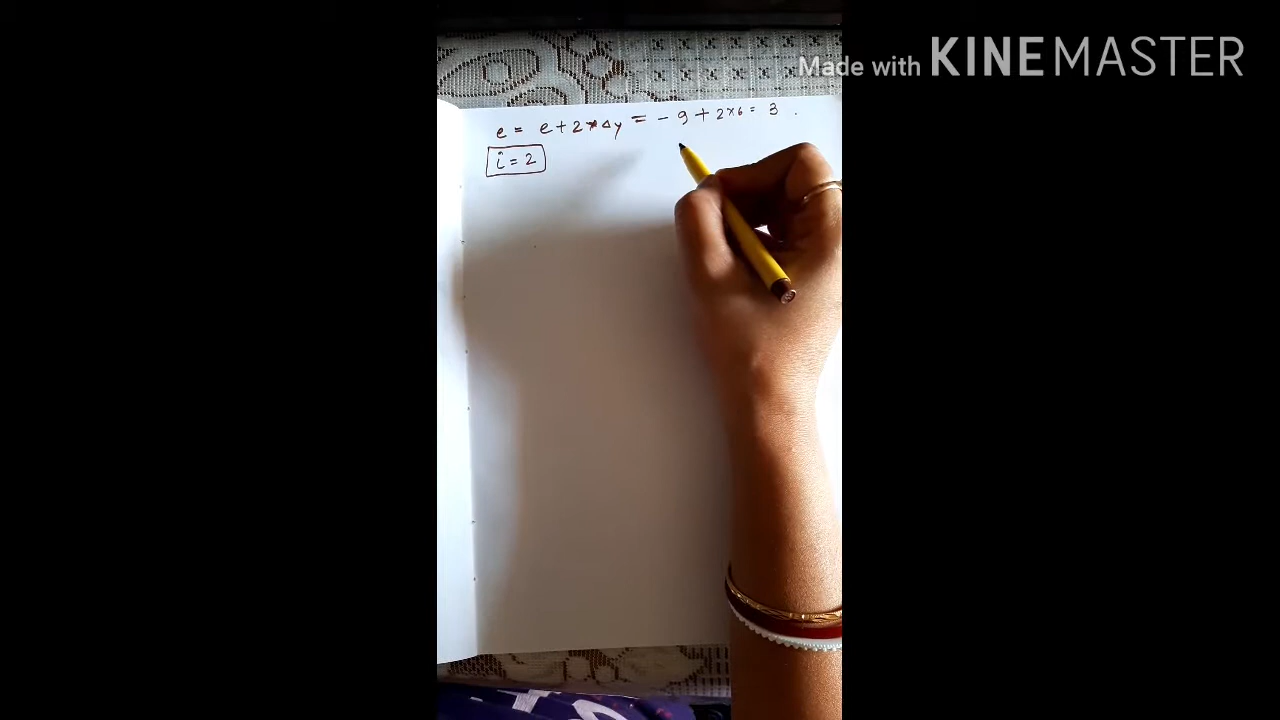 Made with KINEMASTER
e = e + 2 * Δy = - 9 + 2×6 = 3 .
i = 2